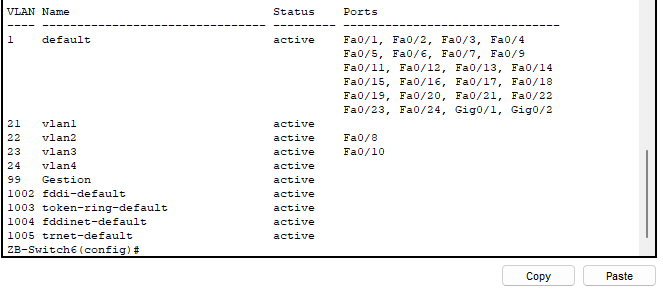 VLAN Name Status Ports
---- -------------------------------- --------- -------------------------------
1 default active Fa0/1, Fa0/2, Fa0/3, Fa0/4
Fa0/5, Fa0/6, Fa0/7, Fa0/9
Fa0/11, Fa0/12, Fa0/13, Fa0/14
Fa0/15, Fa0/16, Fa0/17, Fa0/18
Fa0/19, Fa0/20, Fa0/21, Fa0/22
Fa0/23, Fa0/24, Gig0/1, Gig0/2
21 vlan1 active
22 vlan2 active Fa0/8
23 vlan3 active Fa0/10
24 vlan4 active
99 Gestion active
1002 fddi-default active
1003 token-ring-default active
1004 fddinet-default active
1005 trnet-default active
ZB-Switch6(config)#
Copy Paste